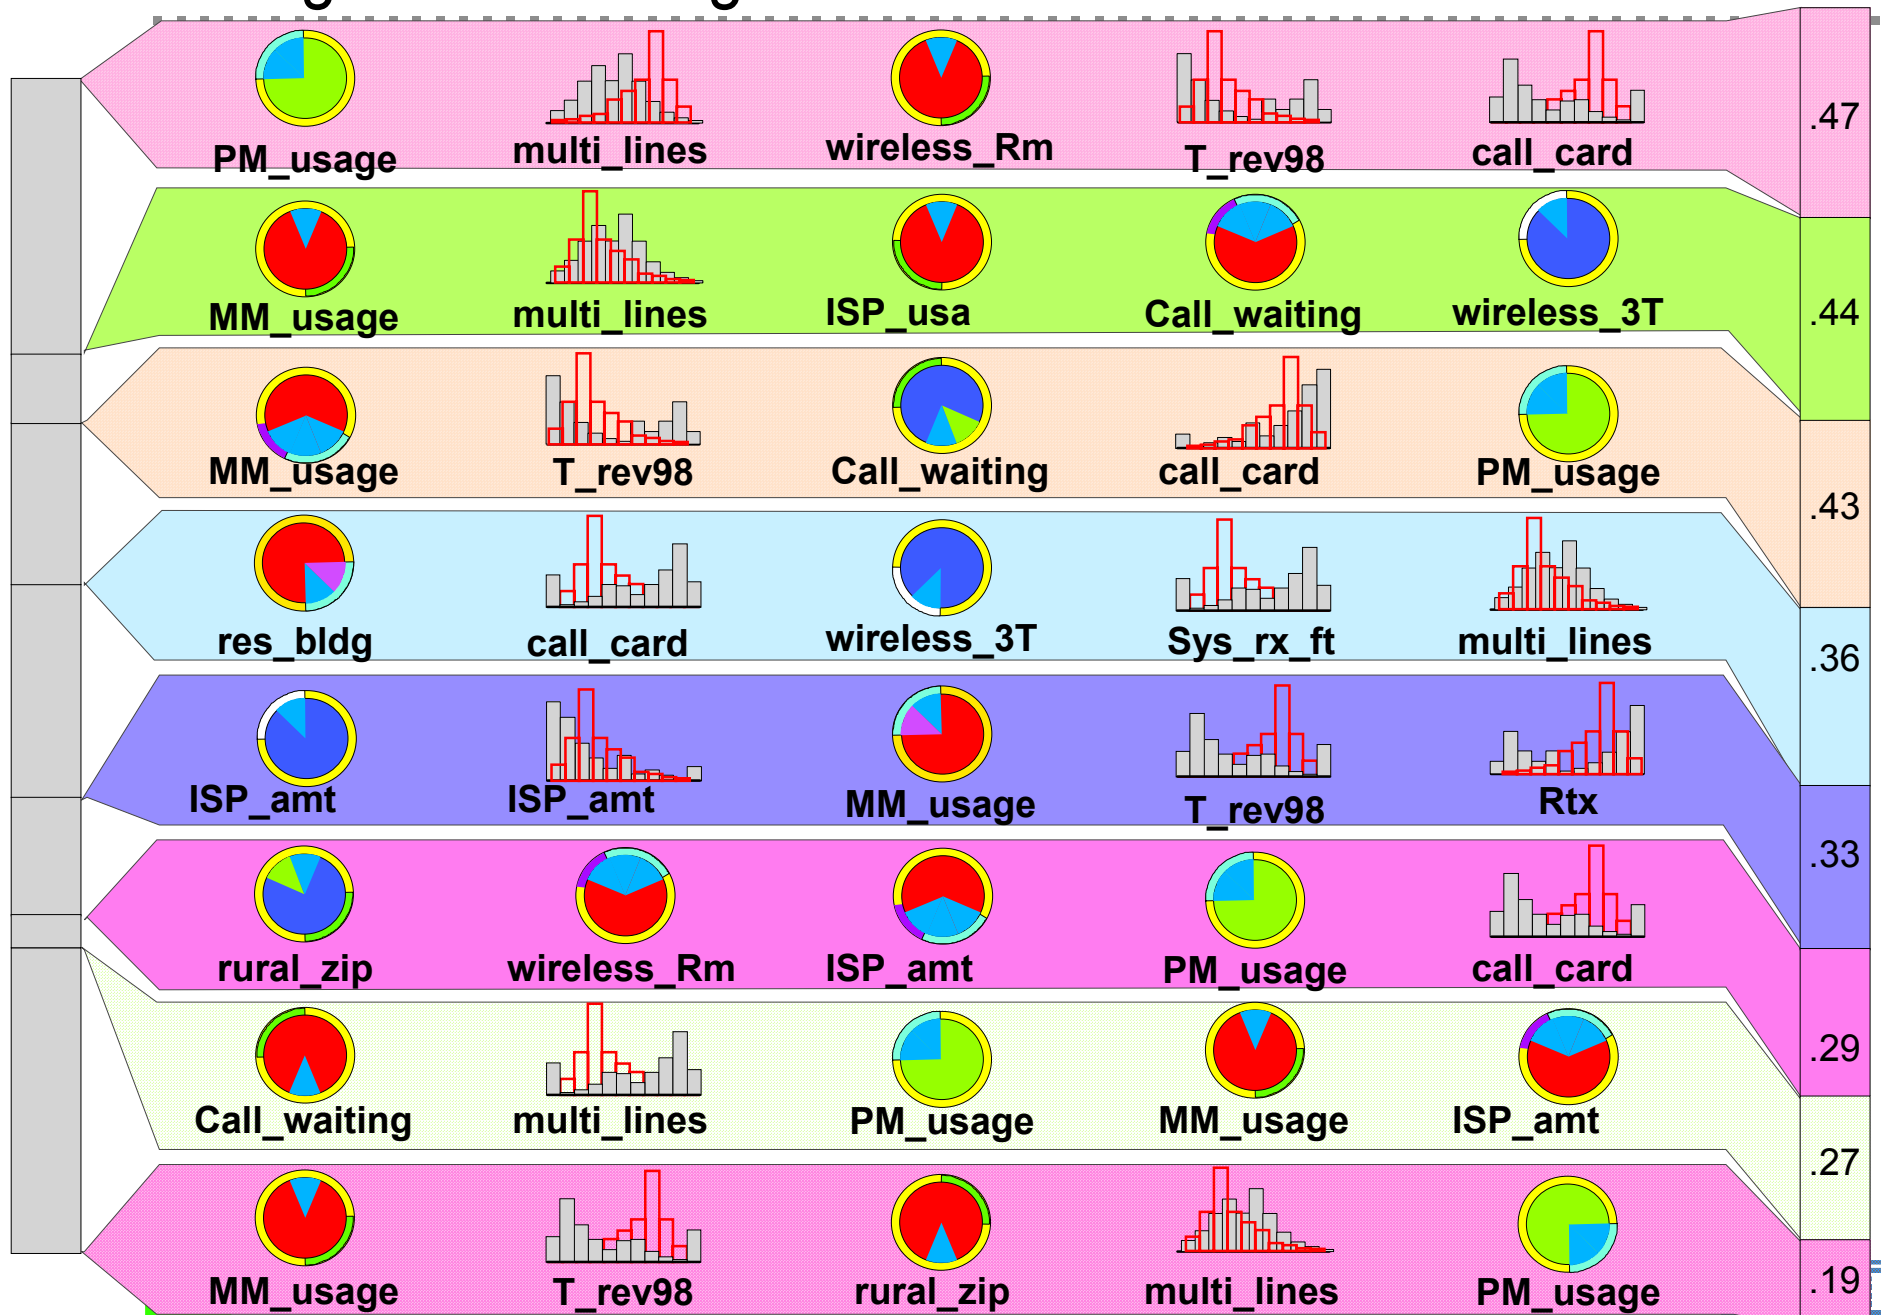 PM_usage multi_lines wireless_Rm T_rev98 call_card .47
MM_usage multi_lines ISP_usa Call_waiting wireless_3T .44
MM_usage T_rev98 Call_waiting call_card PM_usage .43
res_bldg call_card wireless_3T Sys_rx_ft multi_lines .36
ISP_amt ISP_amt MM_usage T_rev98 Rtx .33
rural_zip wireless_Rm ISP_amt PM_usage call_card .29
Call_waiting multi_lines PM_usage MM_usage ISP_amt .27
MM_usage T_rev98 rural_zip multi_lines PM_usage .19